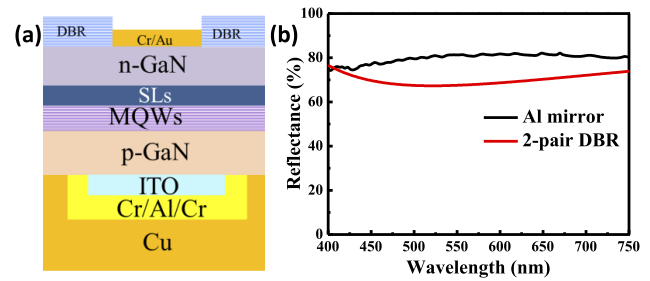 (a)
DBR
DBR
Cr/Au
n-GaN
SLs
MQWs
p-GaN
ITO
Cr/Al/Cr
Cu
(b)
100
80
60
40
20
0
Reflectance (%)
Al mirror
2-pair DBR
400 450 500 550 600 650 700 750
Wavelength (nm)